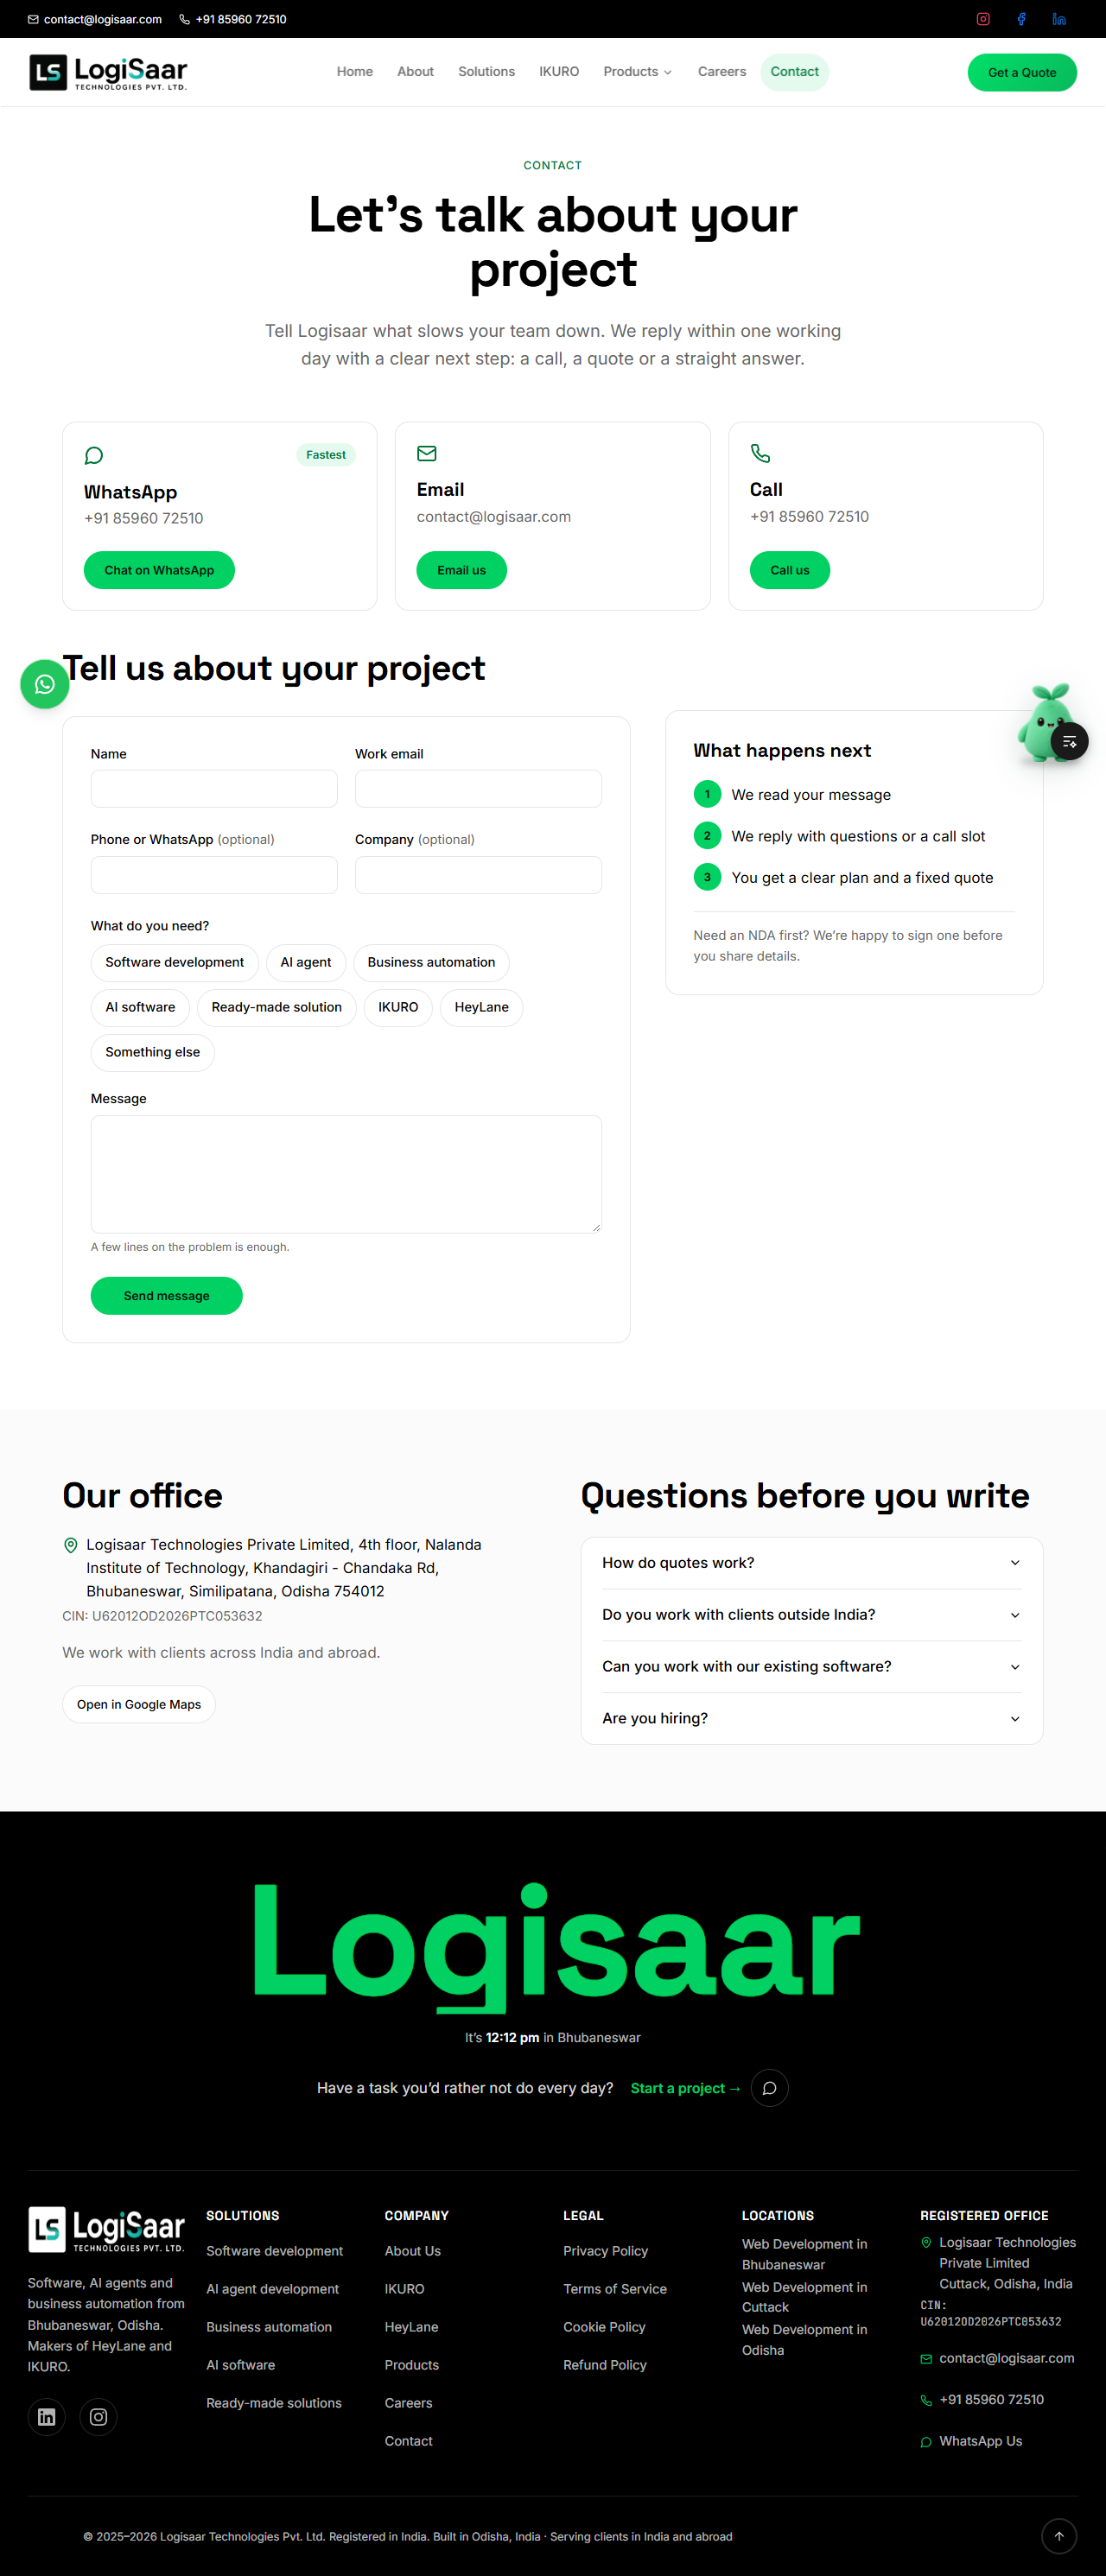 contact@logisaar.com +91 85960 72510
LS LogiSaar
TECHNOLOGIES PVT. LTD.
Home About Solutions IKURO Products Careers Contact
Get a Quote
CONTACT
Let’s talk about your
project
Tell Logisaar what slows your team down. We reply within one working
day with a clear next step: a call, a quote or a straight answer.
Fastest
WhatsApp
+91 85960 72510
Chat on WhatsApp
Email
contact@logisaar.com
Email us
Call
+91 85960 72510
Call us
Tell us about your project
Name
Work email
Phone or WhatsApp (optional)
Company (optional)
What do you need?
Software development AI agent Business automation
AI software Ready-made solution IKURO HeyLane
Something else
Message
A few lines on the problem is enough.
Send message
What happens next
1 We read your message
2 We reply with questions or a call slot
3 You get a clear plan and a fixed quote
Need an NDA first? We’re happy to sign one before
you share details.
Our office
Logisaar Technologies Private Limited, 4th floor, Nalanda
Institute of Technology, Khandagiri - Chandaka Rd,
Bhubaneswar, Similipatana, Odisha 754012
CIN: U62012OD2026PTC053632
We work with clients across India and abroad.
Open in Google Maps
Questions before you write
How do quotes work?
Do you work with clients outside India?
Can you work with our existing software?
Are you hiring?
Logisaar
It’s 12:12 pm in Bhubaneswar
Have a task you’d rather not do every day? Start a project →
LS LogiSaar
TECHNOLOGIES PVT. LTD.
Software, AI agents and
business automation from
Bhubaneswar, Odisha.
Makers of HeyLane and
IKURO.
SOLUTIONS
Software development
AI agent development
Business automation
AI software
Ready-made solutions
COMPANY
About Us
IKURO
HeyLane
Products
Careers
Contact
LEGAL
Privacy Policy
Terms of Service
Cookie Policy
Refund Policy
LOCATIONS
Web Development in
Bhubaneswar
Web Development in
Cuttack
Web Development in
Odisha
REGISTERED OFFICE
Logisaar Technologies
Private Limited
Cuttack, Odisha, India
CIN:
U62012OD2026PTC053632
contact@logisaar.com
+91 85960 72510
WhatsApp Us
© 2025–2026 Logisaar Technologies Pvt. Ltd. Registered in India. Built in Odisha, India · Serving clients in India and abroad